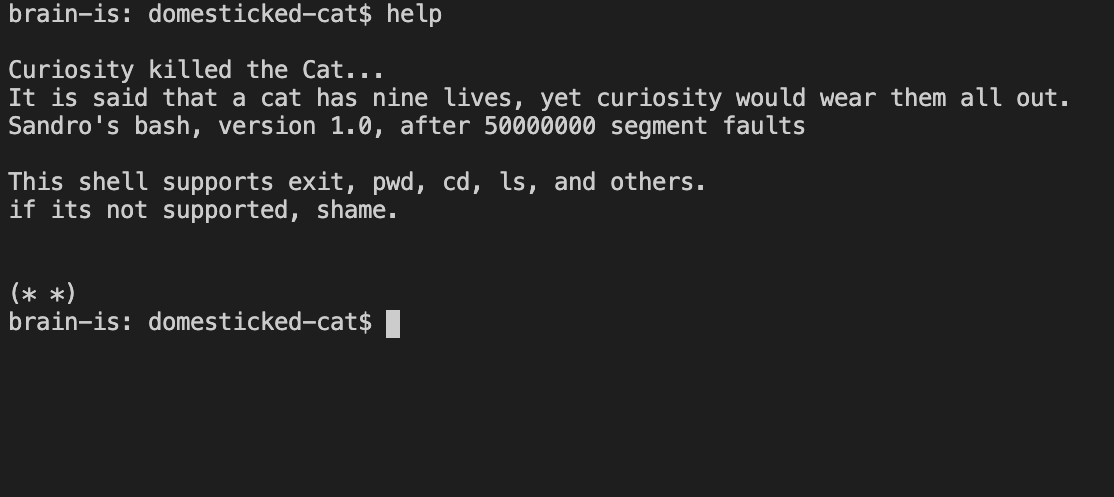 brain-is: domesticked-cat$ help
Curiosity killed the Cat...
It is said that a cat has nine lives, yet curiosity would wear them all out.
Sandro's bash, version 1.0, after 50000000 segment faults
This shell supports exit, pwd, cd, ls, and others.
if its not supported, shame.
(* *)
brain-is: domesticked-cat$